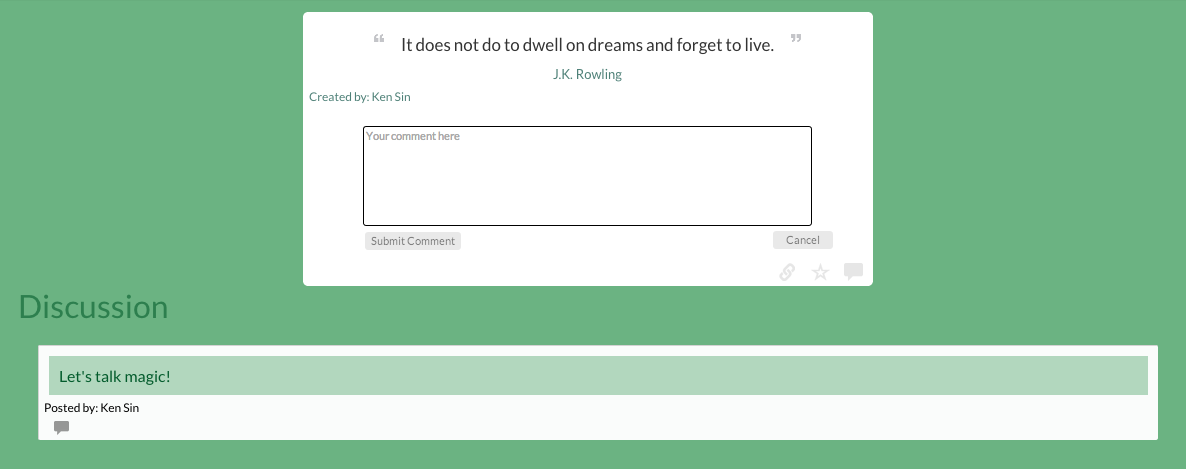 “ It does not do to dwell on dreams and forget to live. ”
J.K. Rowling
Created by: Ken Sin
Your comment here
Submit Comment
Cancel
Discussion
Let's talk magic!
Posted by: Ken Sin